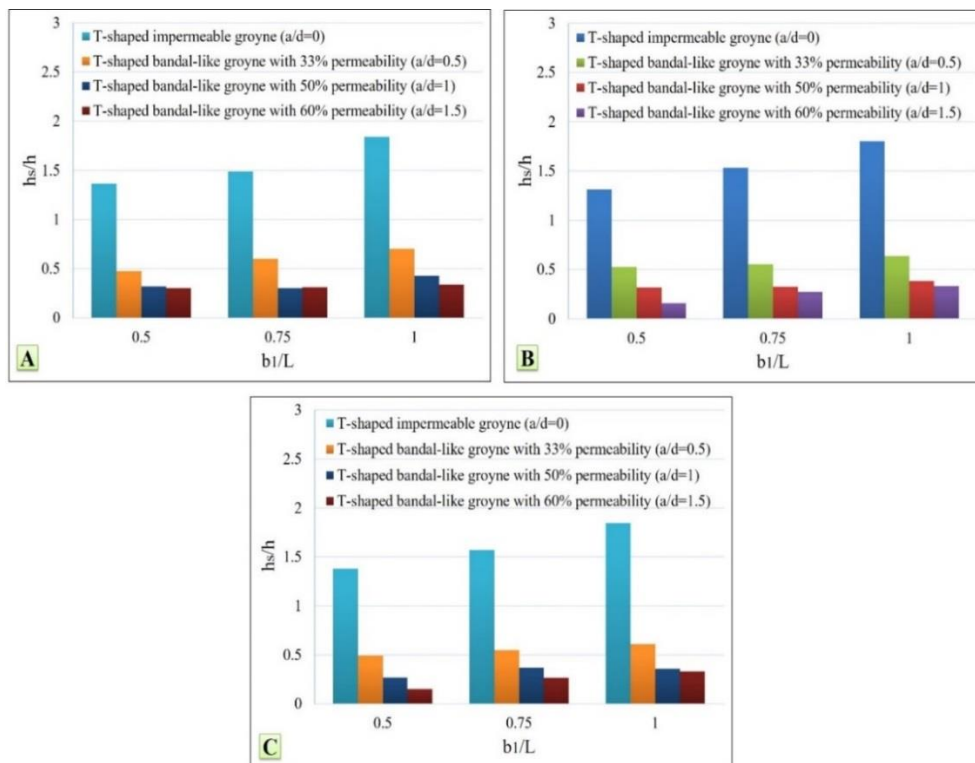 3
T-shaped impermeable groyne (a/d=0)
2.5
T-shaped bandal-like groyne with 33% permeability (a/d=0.5)
T-shaped bandal-like groyne with 50% permeability (a/d=1)
2
T-shaped bandal-like groyne with 60% permeability (a/d=1.5)
hs/h
1.5
1
0.5
0
0.5 0.75 1
b1/L
A
3
T-shaped impermeable groyne (a/d=0)
2.5
T-shaped bandal-like groyne with 33% permeability (a/d=0.5)
T-shaped bandal-like groyne with 50% permeability (a/d=1)
2
T-shaped bandal-like groyne with 60% permeability (a/d=1.5)
hs/h
1.5
1
0.5
0
0.5 0.75 1
b1/L
B
3
T-shaped impermeable groyne (a/d=0)
2.5
T-shaped bandal-like groyne with 33% permeability (a/d=0.5)
T-shaped bandal-like groyne with 50% permeability (a/d=1)
2
T-shaped bandal-like groyne with 60% permeability (a/d=1.5)
hs/h
1.5
1
0.5
0
0.5 0.75 1
b1/L
C